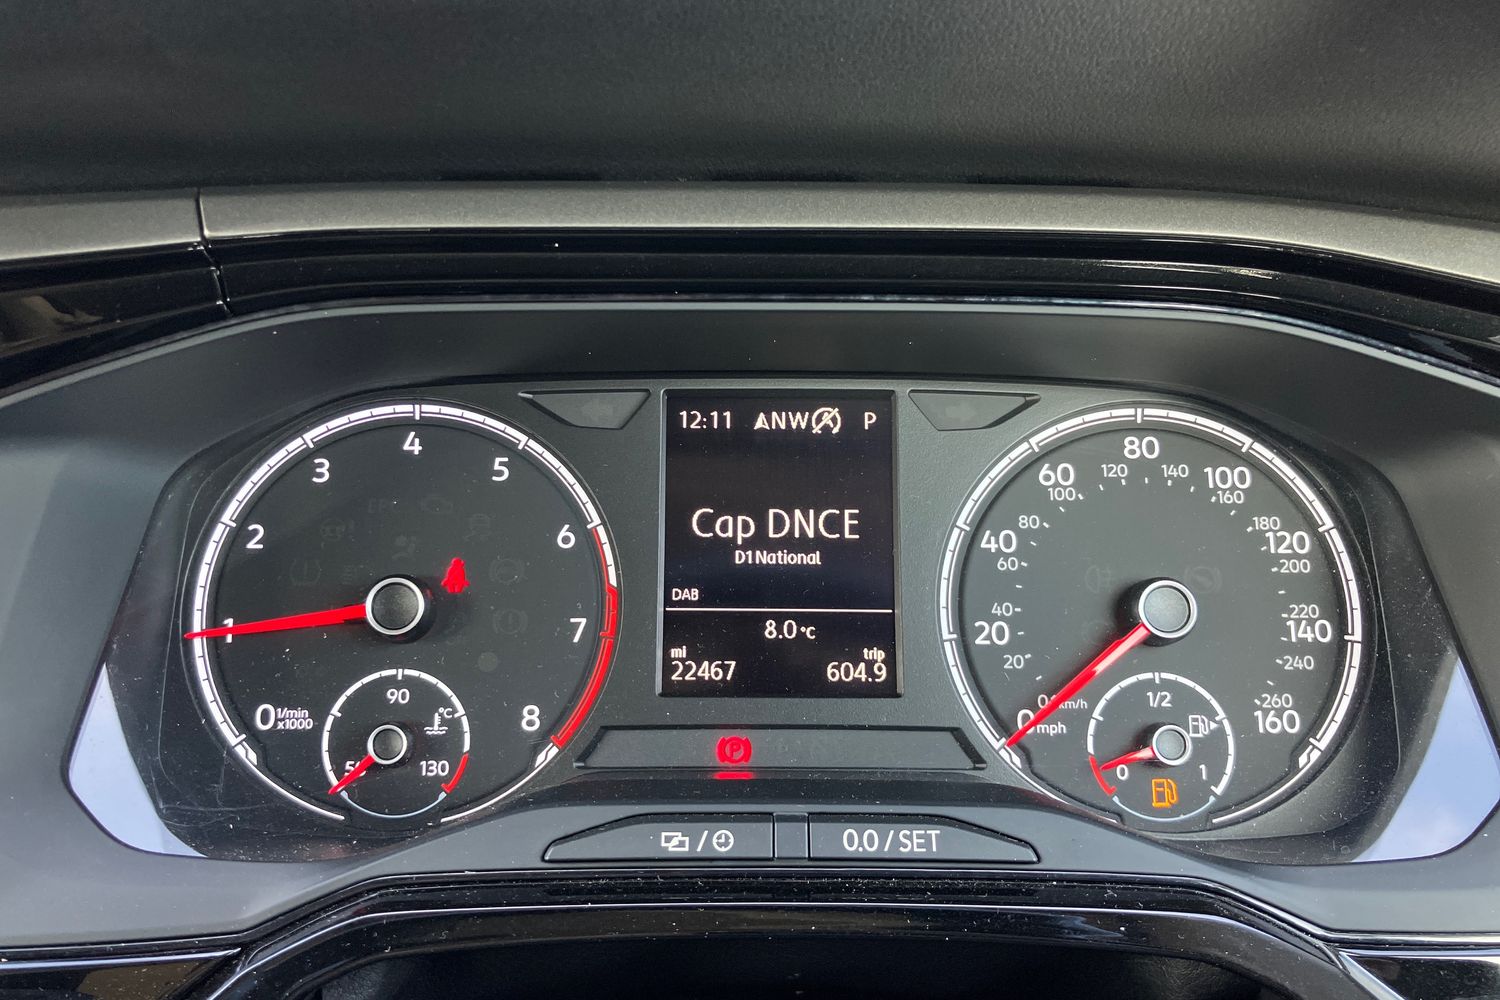 12:11 NW P
Cap DNCE
D1 National
DAB
8.0 °C
mi trip
22467 604.9
0 1 2 3 4 5 6 7 8
1/min
x1000
90
°C
130
0 20 40 60 80 100 120 140 160
mph
0 20 40 60 80 100 120 140 160 180 200 220 240 260
km/h
1/2
0 1
P
/
0.0 / SET